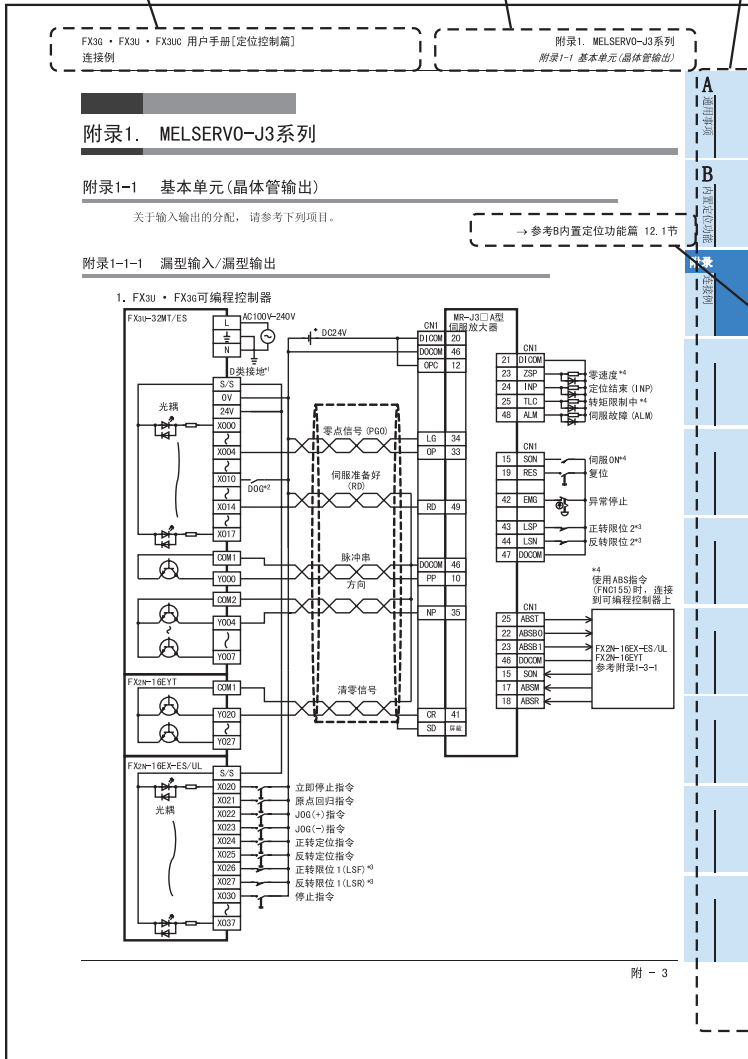 FX3G · FX3U · FX3UC 用户手册[定位控制篇]
连接例
附录1. MELSERVO-J3系列
附录1-1 基本单元(晶体管输出)
A
通用事项
B
内置定位功能
附录
连接例
附录1. MELSERVO-J3系列
附录1-1 基本单元(晶体管输出)
关于输入输出的分配, 请参考下列项目。
→ 参考B内置定位功能篇 12.1节
附录1-1-1 漏型输入/漏型输出
1. FX3U · FX3G可编程控制器
FX3U-32MT/ES
L
N
AC100V-240V
D类接地*1
S/S
0V
24V
X000
X004
X010
X014
X017
光耦
DOG*2
COM1
Y000
COM2
Y004
Y007
FX2N-16EYT
COM1
Y020
Y027
FX2N-16EX-ES/UL
S/S
X020 立即停止指令
X021 原点回归指令
X022 JOG(+)指令
X023 JOG(-)指令
X024 正转定位指令
X025 反转定位指令
X026 正转限位1(LSF)*3
X027 反转限位1(LSR)*3
X030 停止指令
X037
光耦
DC24V
零点信号(PG0)
伺服准备好
(RD)
脉冲串
方向
清零信号
MR-J3□A型
伺服放大器
CN1
DICOM 20
DOCOM 46
OPC 12
LG 34
OP 33
RD 49
DOCOM 46
PP 10
NP 35
CR 41
SD 屏蔽
CN1
21 DICOM
23 ZSP 零速度*4
24 INP 定位结束(INP)
25 TLC 转矩限制中*4
48 ALM 伺服故障(ALM)
CN1
15 SON 伺服ON*4
19 RES 复位
42 EMG 异常停止
43 LSP 正转限位2*3
44 LSN 反转限位2*3
47 DOCOM
*4
使用ABS指令
(FNC155)时, 连接
到可编程控制器上
CN1
25 ABST
22 ABSB0
23 ABSB1
46 DOCOM
15 SON
17 ABSM
18 ABSR
FX2N-16EX-ES/UL
FX2N-16EYT
参考附录1-3-1
附 - 3